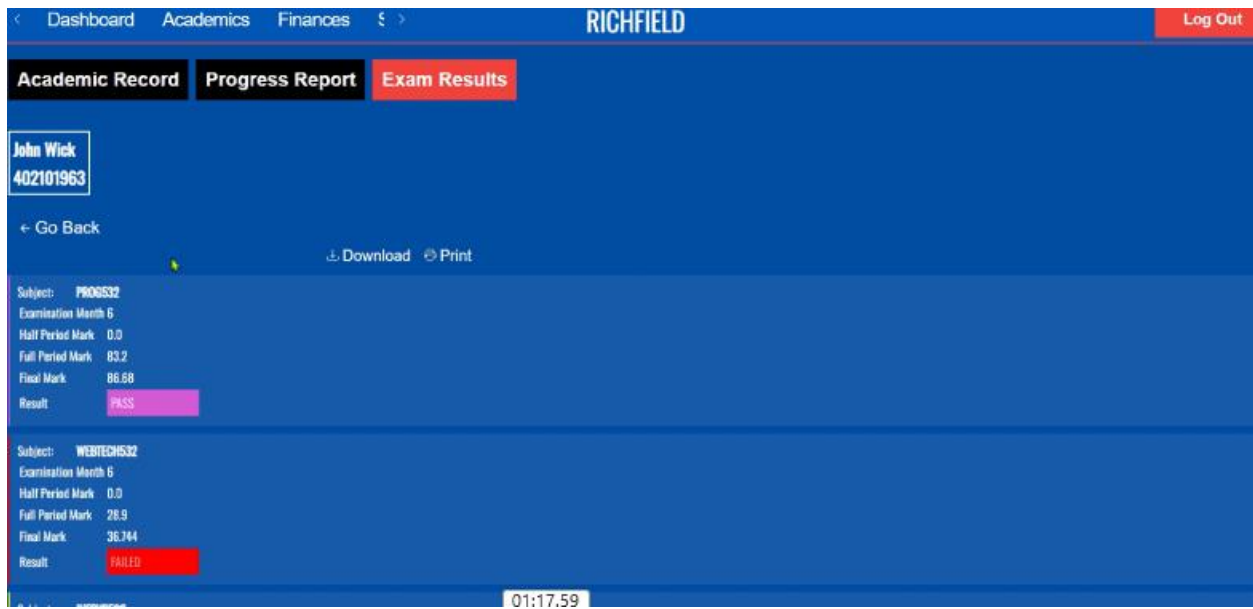 < Dashboard Academics Finances S > RICHFIELD Log Out
Academic Record Progress Report Exam Results
John Wick
402101963
← Go Back
Download Print
Subject: PROG532
Examination Month 6
Half Period Mark 0.0
Full Period Mark 83.2
Final Mark 86.68
Result PASS
Subject: WEBTECH532
Examination Month 6
Half Period Mark 0.0
Full Period Mark 28.9
Final Mark 36.744
Result FAILED
01:17.59